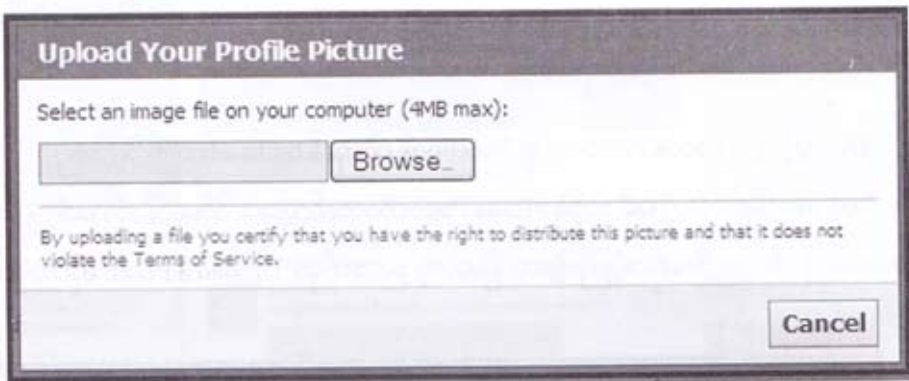 Upload Your Profile Picture
Select an image file on your computer (4MB max):
Browse...
By uploading a file you certify that you have the right to distribute this picture and that it does not
violate the Terms of Service.
Cancel